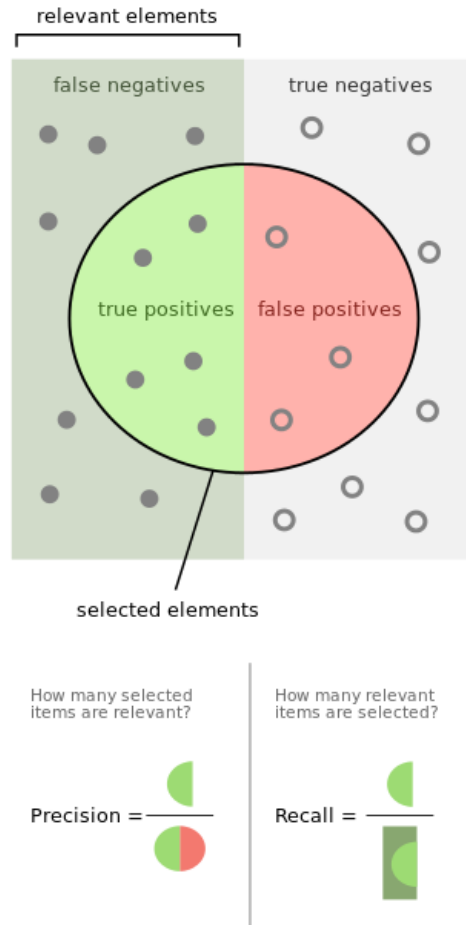 relevant elements
false negatives
true negatives
true positives
false positives
selected elements
How many selected
items are relevant?
How many relevant
items are selected?
Precision =
Recall =